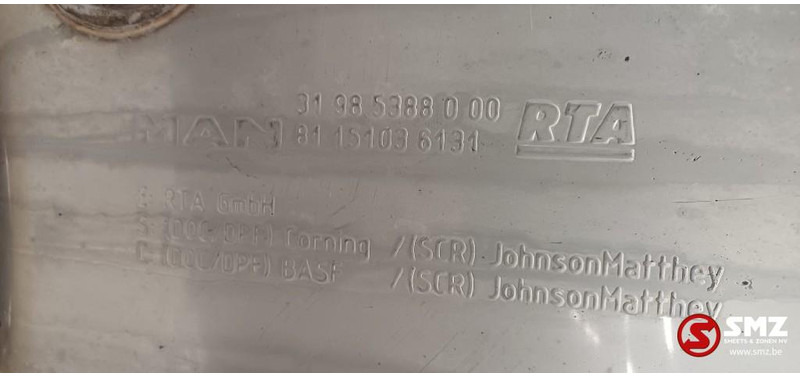 31 98 5388 0 00
MAN 81 15103 6131 RTA
C: RTA GmbH
S: (DOC/DPF) Corning /(SCR) JohnsonMatthey
C: (DOC/DPF) BASF /(SCR) JohnsonMatthey
SMZ
SMEETS & ZONEN NV
www.smz.be